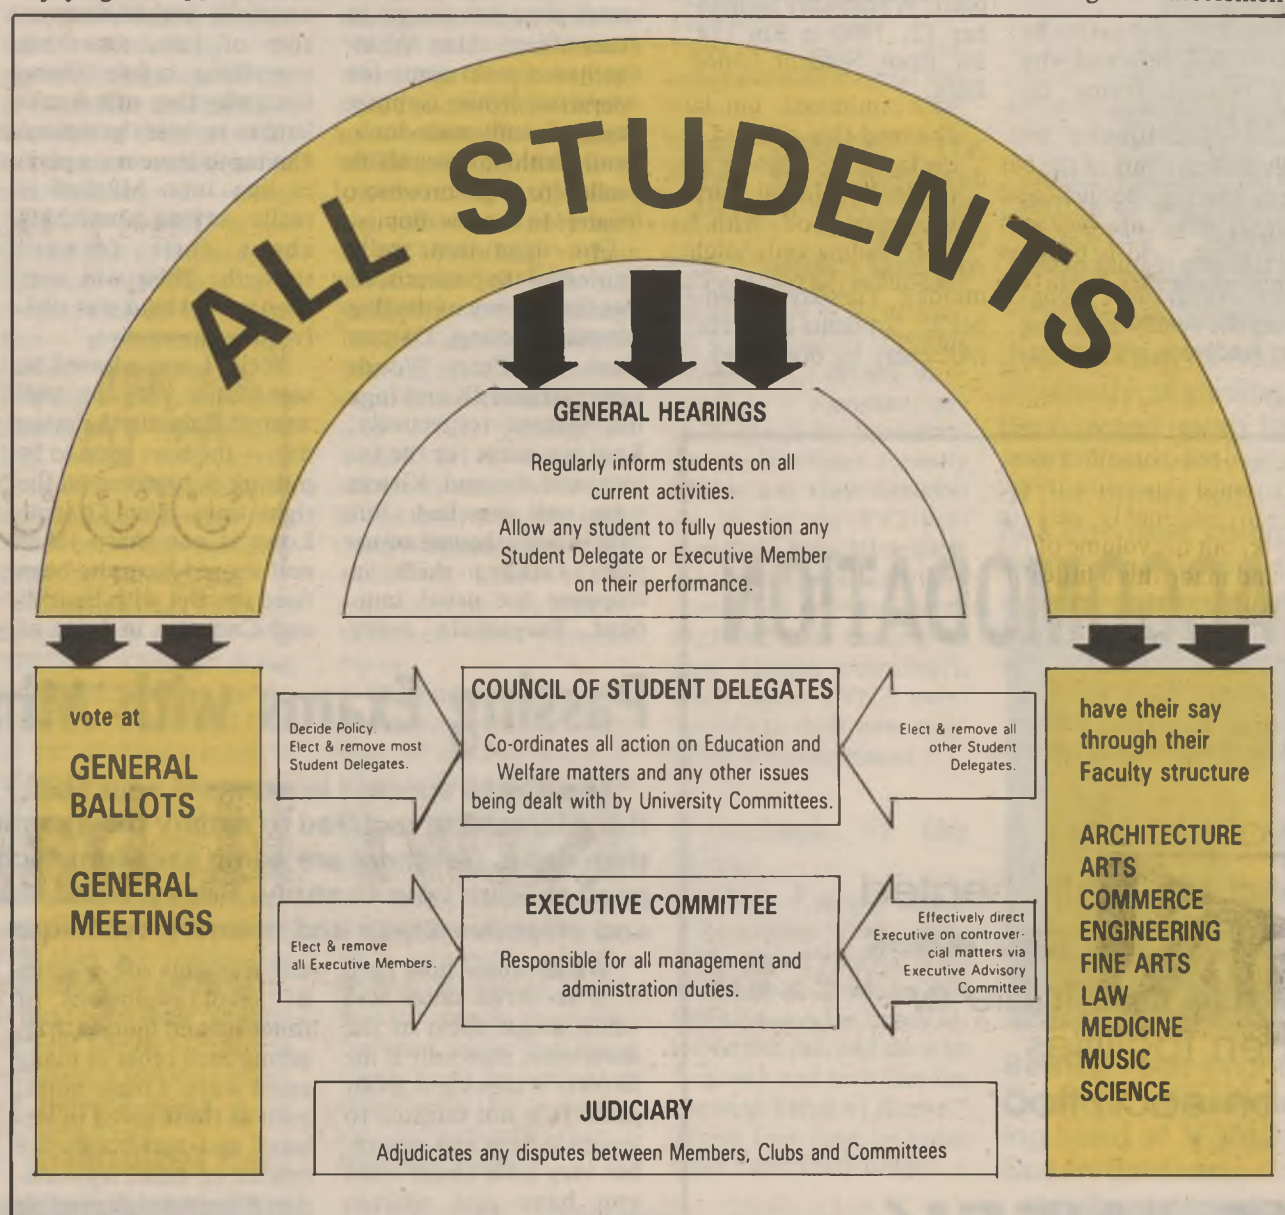 ALL STUDENTS
GENERAL HEARINGS
Regularly inform students on all
current activities.
Allow any student to fully question any
Student Delegate or Executive Member
on their performance.
vote at
GENERAL
BALLOTS
GENERAL
MEETINGS
Decide Policy.
Elect & remove most
Student Delegates.
COUNCIL OF STUDENT DELEGATES
Co-ordinates all action on Education and
Welfare matters and any other issues
being dealt with by University Committees.
Elect & remove all
other Student
Delegates.
Elect & remove
all Executive Members.
EXECUTIVE COMMITTEE
Responsible for all management and
administration duties.
Effectively direct
Executive on controver-
cial matters via
Executive Advisory
Committee
JUDICIARY
Adjudicates any disputes between Members, Clubs and Committees
have their say
through their
Faculty structure
ARCHITECTURE
ARTS
COMMERCE
ENGINEERING
FINE ARTS
LAW
MEDICINE
MUSIC
SCIENCE